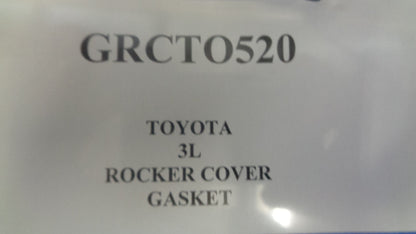 GRCTO520
TOYOTA
3L
ROCKER COVER
GASKET